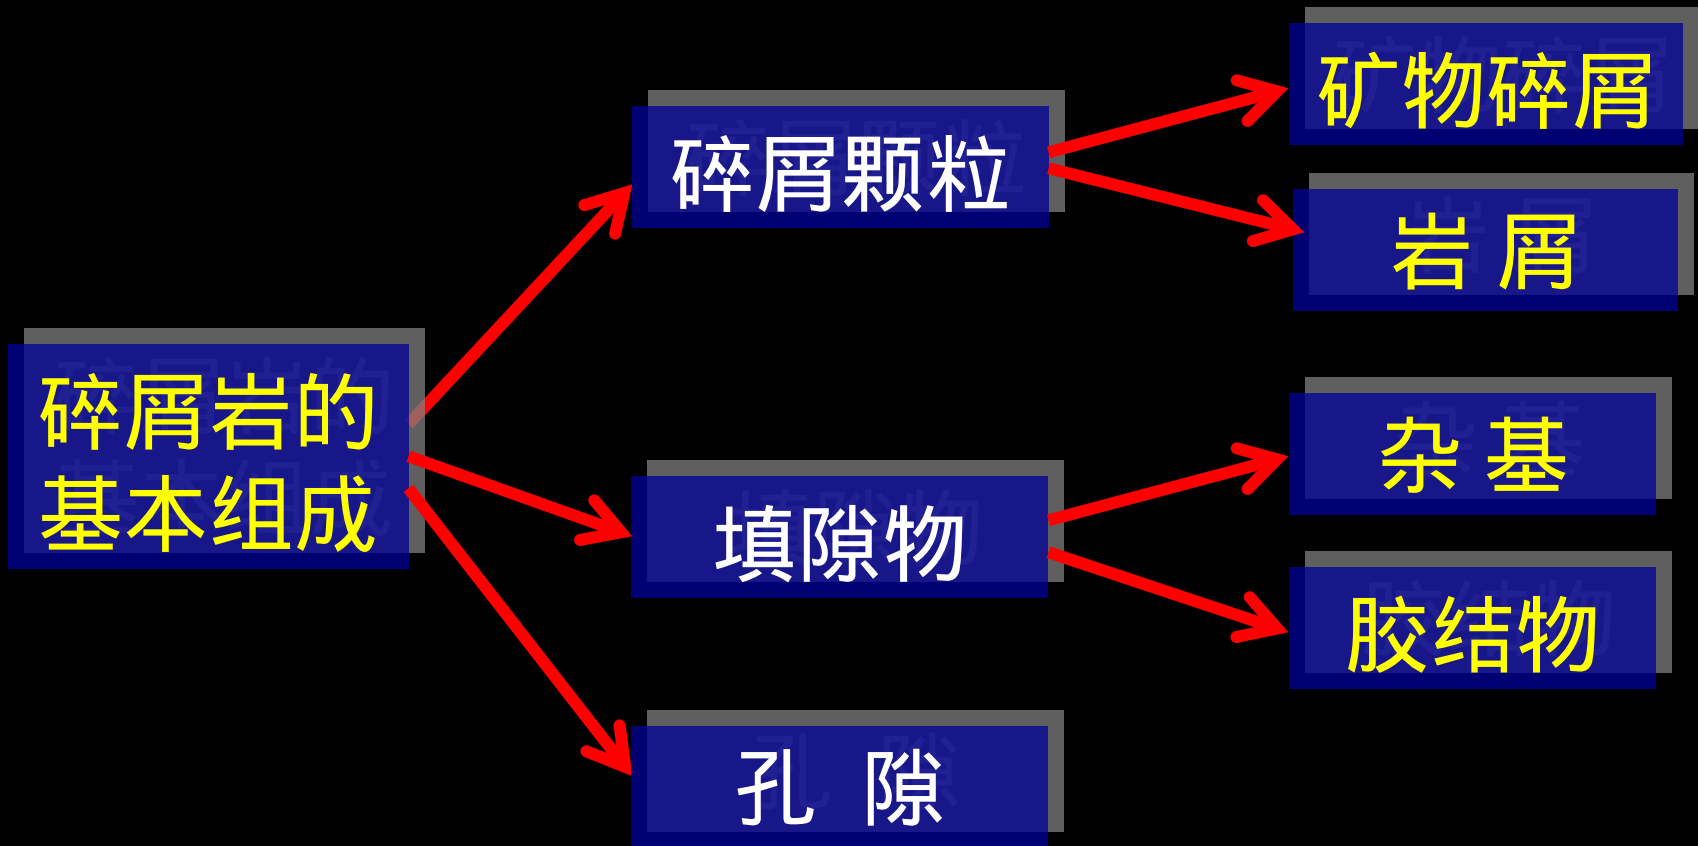 碎屑岩的
基本组成
碎屑颗粒
填隙物
孔 隙
矿物碎屑
岩 屑
杂 基
胶结物